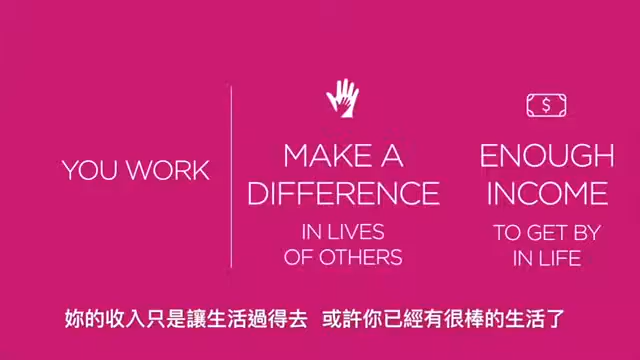 YOU WORK
MAKE A
DIFFERENCE
IN LIVES
OF OTHERS
$
ENOUGH
INCOME
TO GET BY
IN LIFE
妳的收入只是讓生活過得去 或許你已經有很棒的生活了